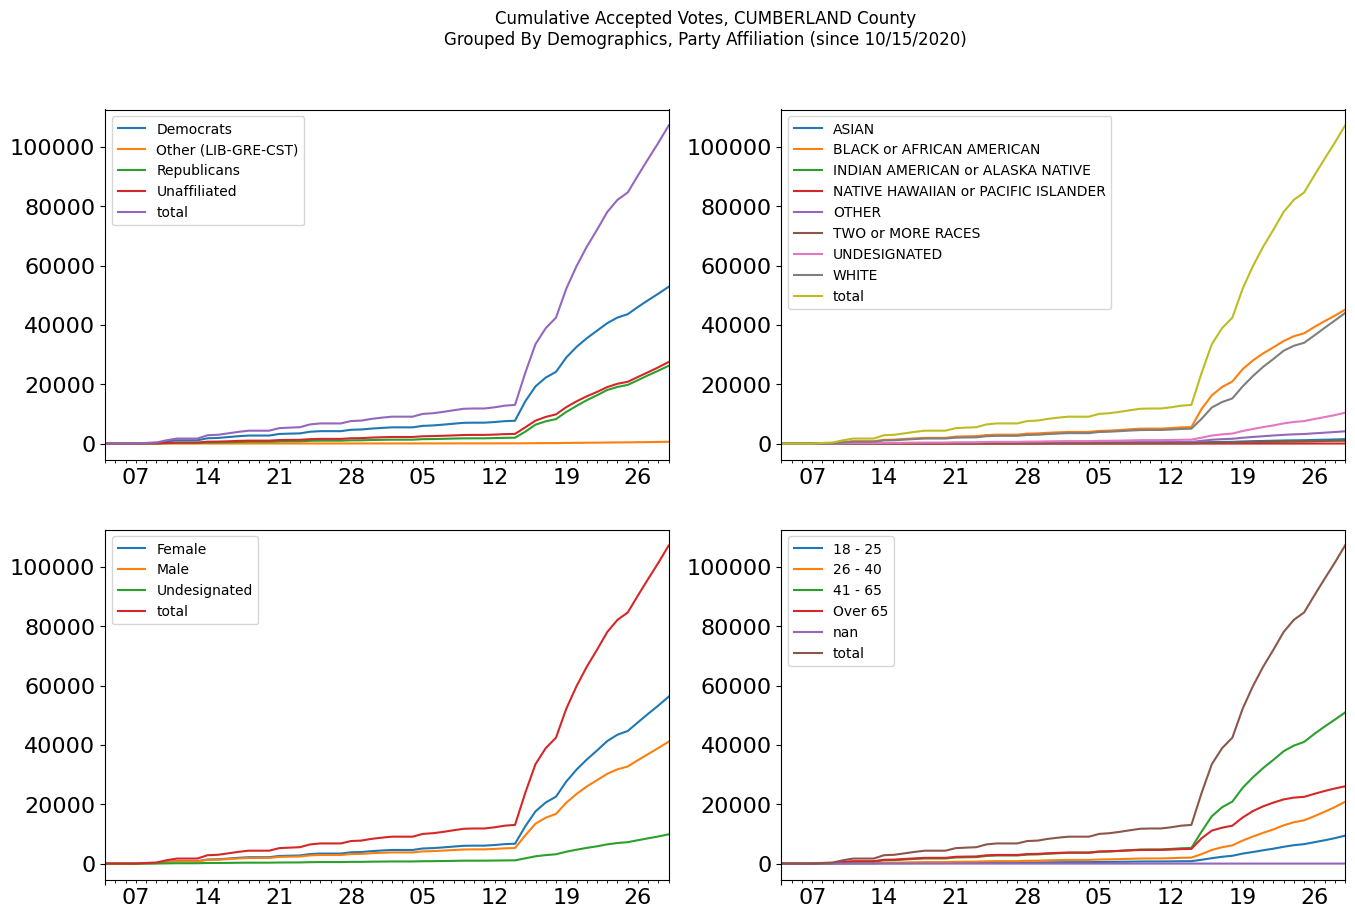 Cumulative Accepted Votes, CUMBERLAND County
Grouped By Demographics, Party Affiliation (since 10/15/2020)
Democrats
Other (LIB-GRE-CST)
Republicans
Unaffiliated
total
100000
80000
60000
40000
20000
0
07 14 21 28 05 12 19 26
ASIAN
BLACK or AFRICAN AMERICAN
INDIAN AMERICAN or ALASKA NATIVE
NATIVE HAWAIIAN or PACIFIC ISLANDER
OTHER
TWO or MORE RACES
UNDESIGNATED
WHITE
total
100000
80000
60000
40000
20000
0
07 14 21 28 05 12 19 26
Female
Male
Undesignated
total
100000
80000
60000
40000
20000
0
07 14 21 28 05 12 19 26
18 - 25
26 - 40
41 - 65
Over 65
nan
total
100000
80000
60000
40000
20000
0
07 14 21 28 05 12 19 26